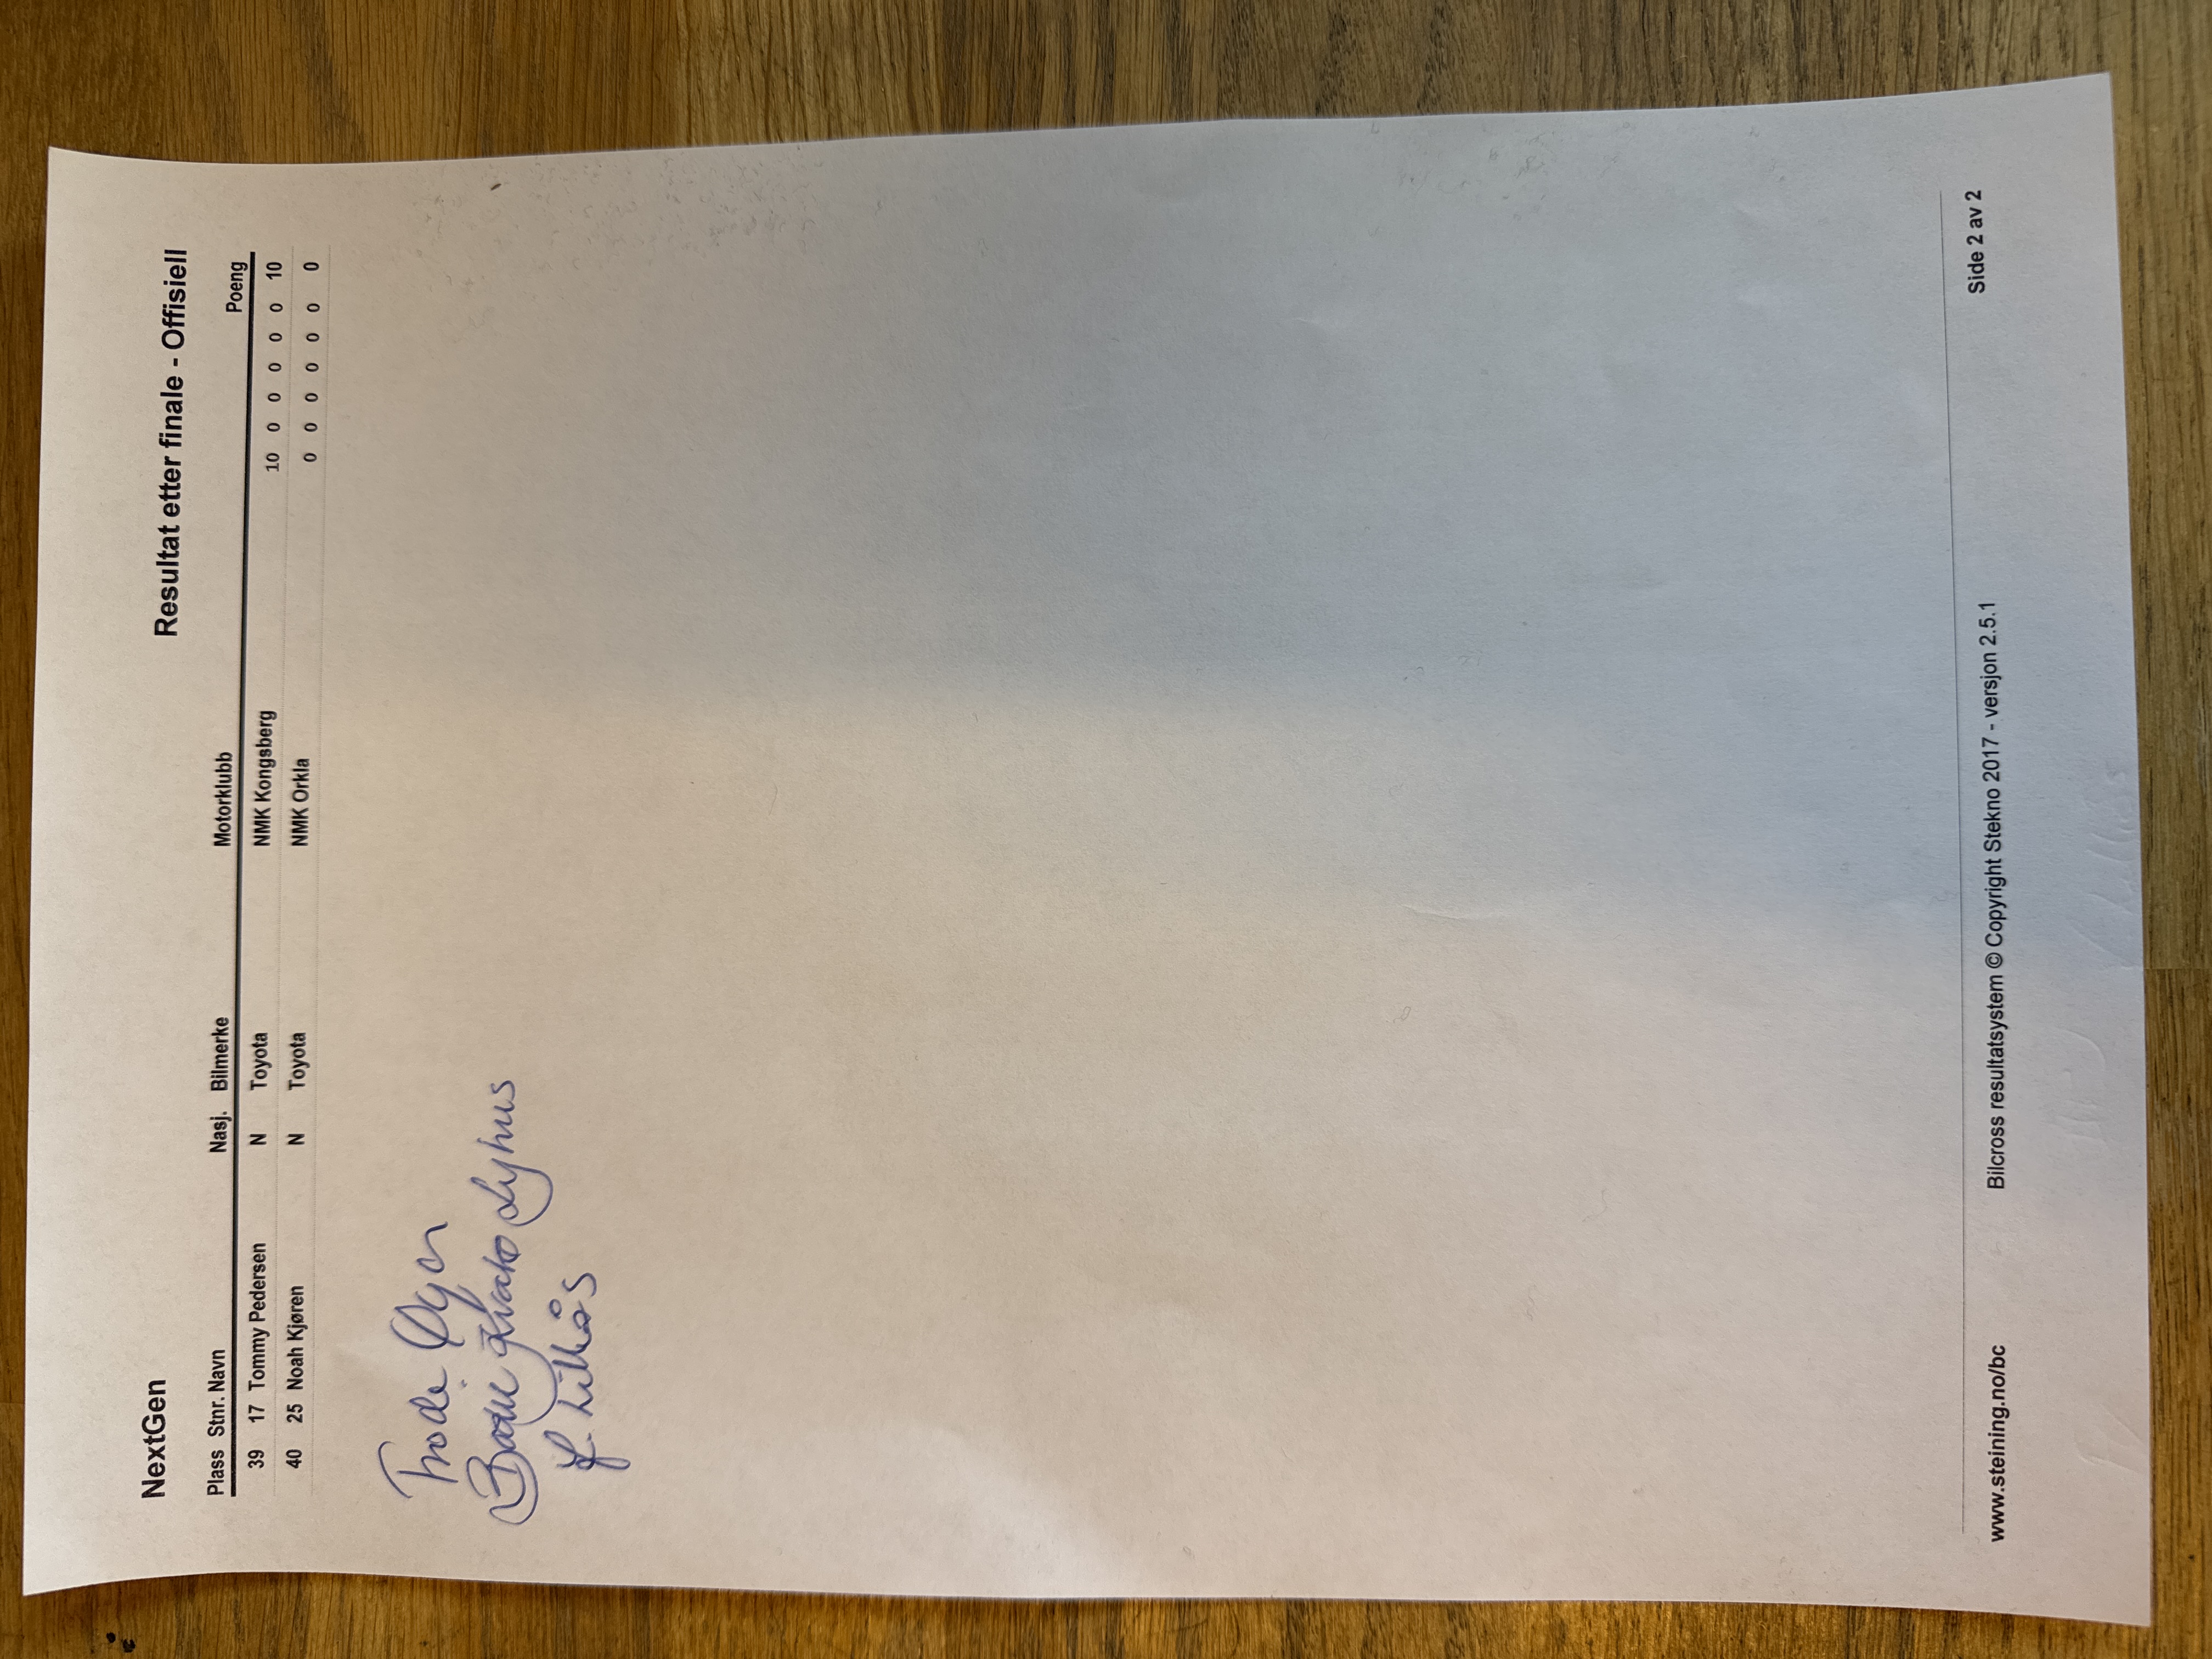 NextGen Resultat etter finale - Offisiell
Plass Stnr. Navn Nasj. Bilmerke Motorklubb Poeng
39 17 Tommy Pedersen N Toyota NMK Kongsberg 10 0 0 0 0 0 10
40 25 Noah Kjøren N Toyota NMK Orkla 0 0 0 0 0 0 0
Frode Øyen
Lyhus
f. Lillås
www.steining.no/bc Bilcross resultatsystem © Copyright Stekno 2017 - versjon 2.5.1 Side 2 av 2